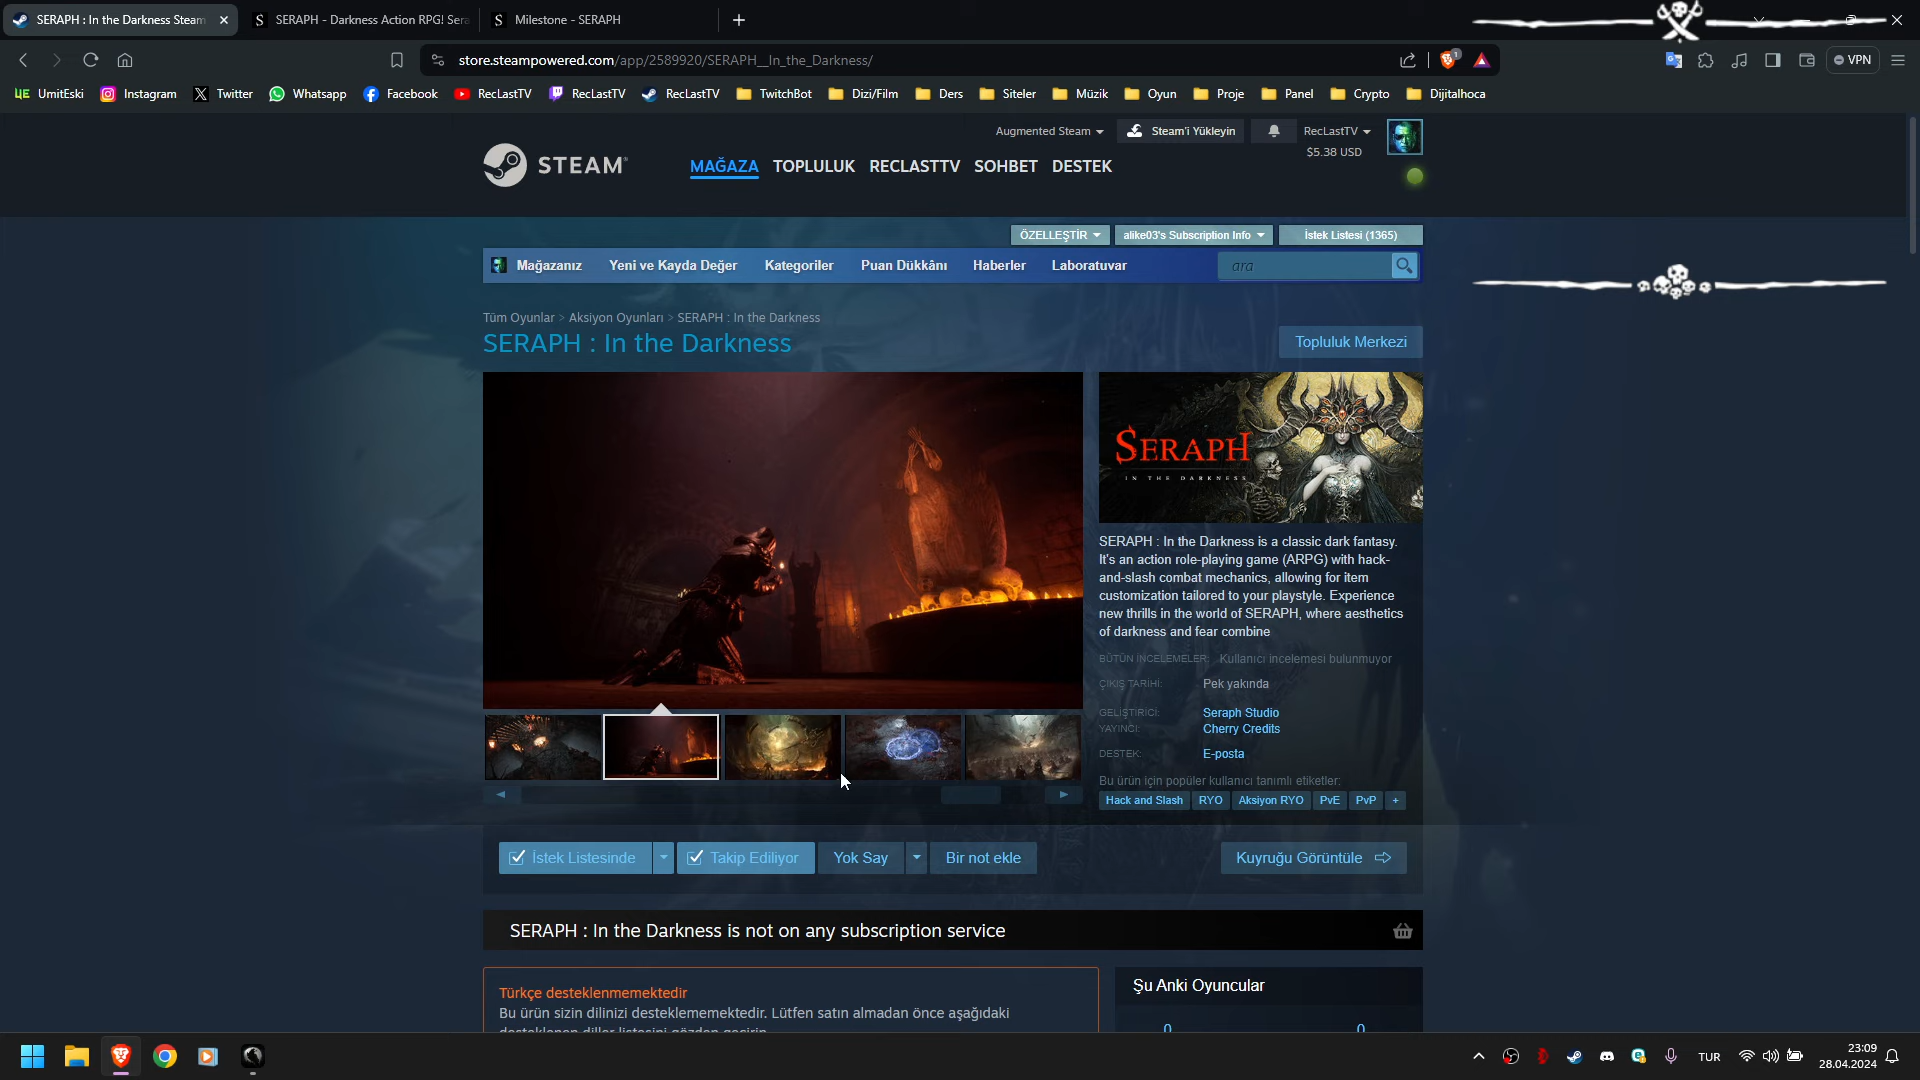 SERAPH : In the Darkness Steam
SERAPH - Darkness Action RPG! Sera
Milestone - SERAPH
store.steampowered.com/app/2589920/SERAPH__In_the_Darkness/
1
VPN
UmitEski
Instagram
Twitter
Whatsapp
Facebook
RecLastTV
RecLastTV
RecLastTV
TwitchBot
Dizi/Film
Ders
Siteler
Müzik
Oyun
Proje
Panel
Crypto
Dijitalhoca
Augmented Steam
Steam'i Yükleyin
RecLastTV
$5.38 USD
STEAM
MAĞAZA TOPLULUK RECLASTTV SOHBET DESTEK
ÖZELLEŞTİR
alike03's Subscription Info
İstek Listesi (1365)
Mağazanız
Yeni ve Kayda Değer
Kategoriler
Puan Dükkânı
Haberler
Laboratuvar
ara
Tüm Oyunlar > Aksiyon Oyunları > SERAPH : In the Darkness
SERAPH : In the Darkness
Topluluk Merkezi
SERAPH
IN THE DARKNESS
SERAPH : In the Darkness is a classic dark fantasy.
It's an action role-playing game (ARPG) with hack-
and-slash combat mechanics, allowing for item
customization tailored to your playstyle. Experience
new thrills in the world of SERAPH, where aesthetics
of darkness and fear combine
BÜTÜN İNCELEMELER: Kullanıcı incelemesi bulunmuyor
ÇIKIŞ TARİHİ: Pek yakında
GELİŞTİRİCİ: Seraph Studio
YAYINCI: Cherry Credits
DESTEK: E-posta
Bu ürün için popüler kullanıcı tanımlı etiketler:
Hack and Slash RYO Aksiyon RYO PvE PvP +
İstek Listesinde
Takip Ediliyor
Yok Say
Bir not ekle
Kuyruğu Görüntüle
SERAPH : In the Darkness is not on any subscription service
Türkçe desteklenmemektedir
Bu ürün sizin dilinizi desteklememektedir. Lütfen satın almadan önce aşağıdaki
desteklenen diller listesini gözden geçirin
Şu Anki Oyuncular
0
0
TUR
23:09
28.04.2024